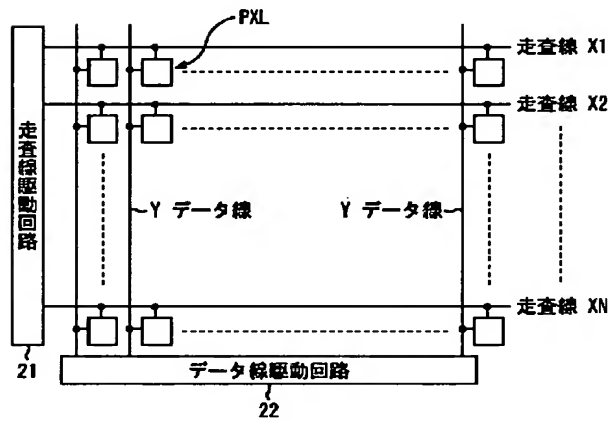 PXL
走査線 X1
走査線 X2
走査線駆動回路
Y データ線
Y データ線
走査線 XN
21
データ線駆動回路
22